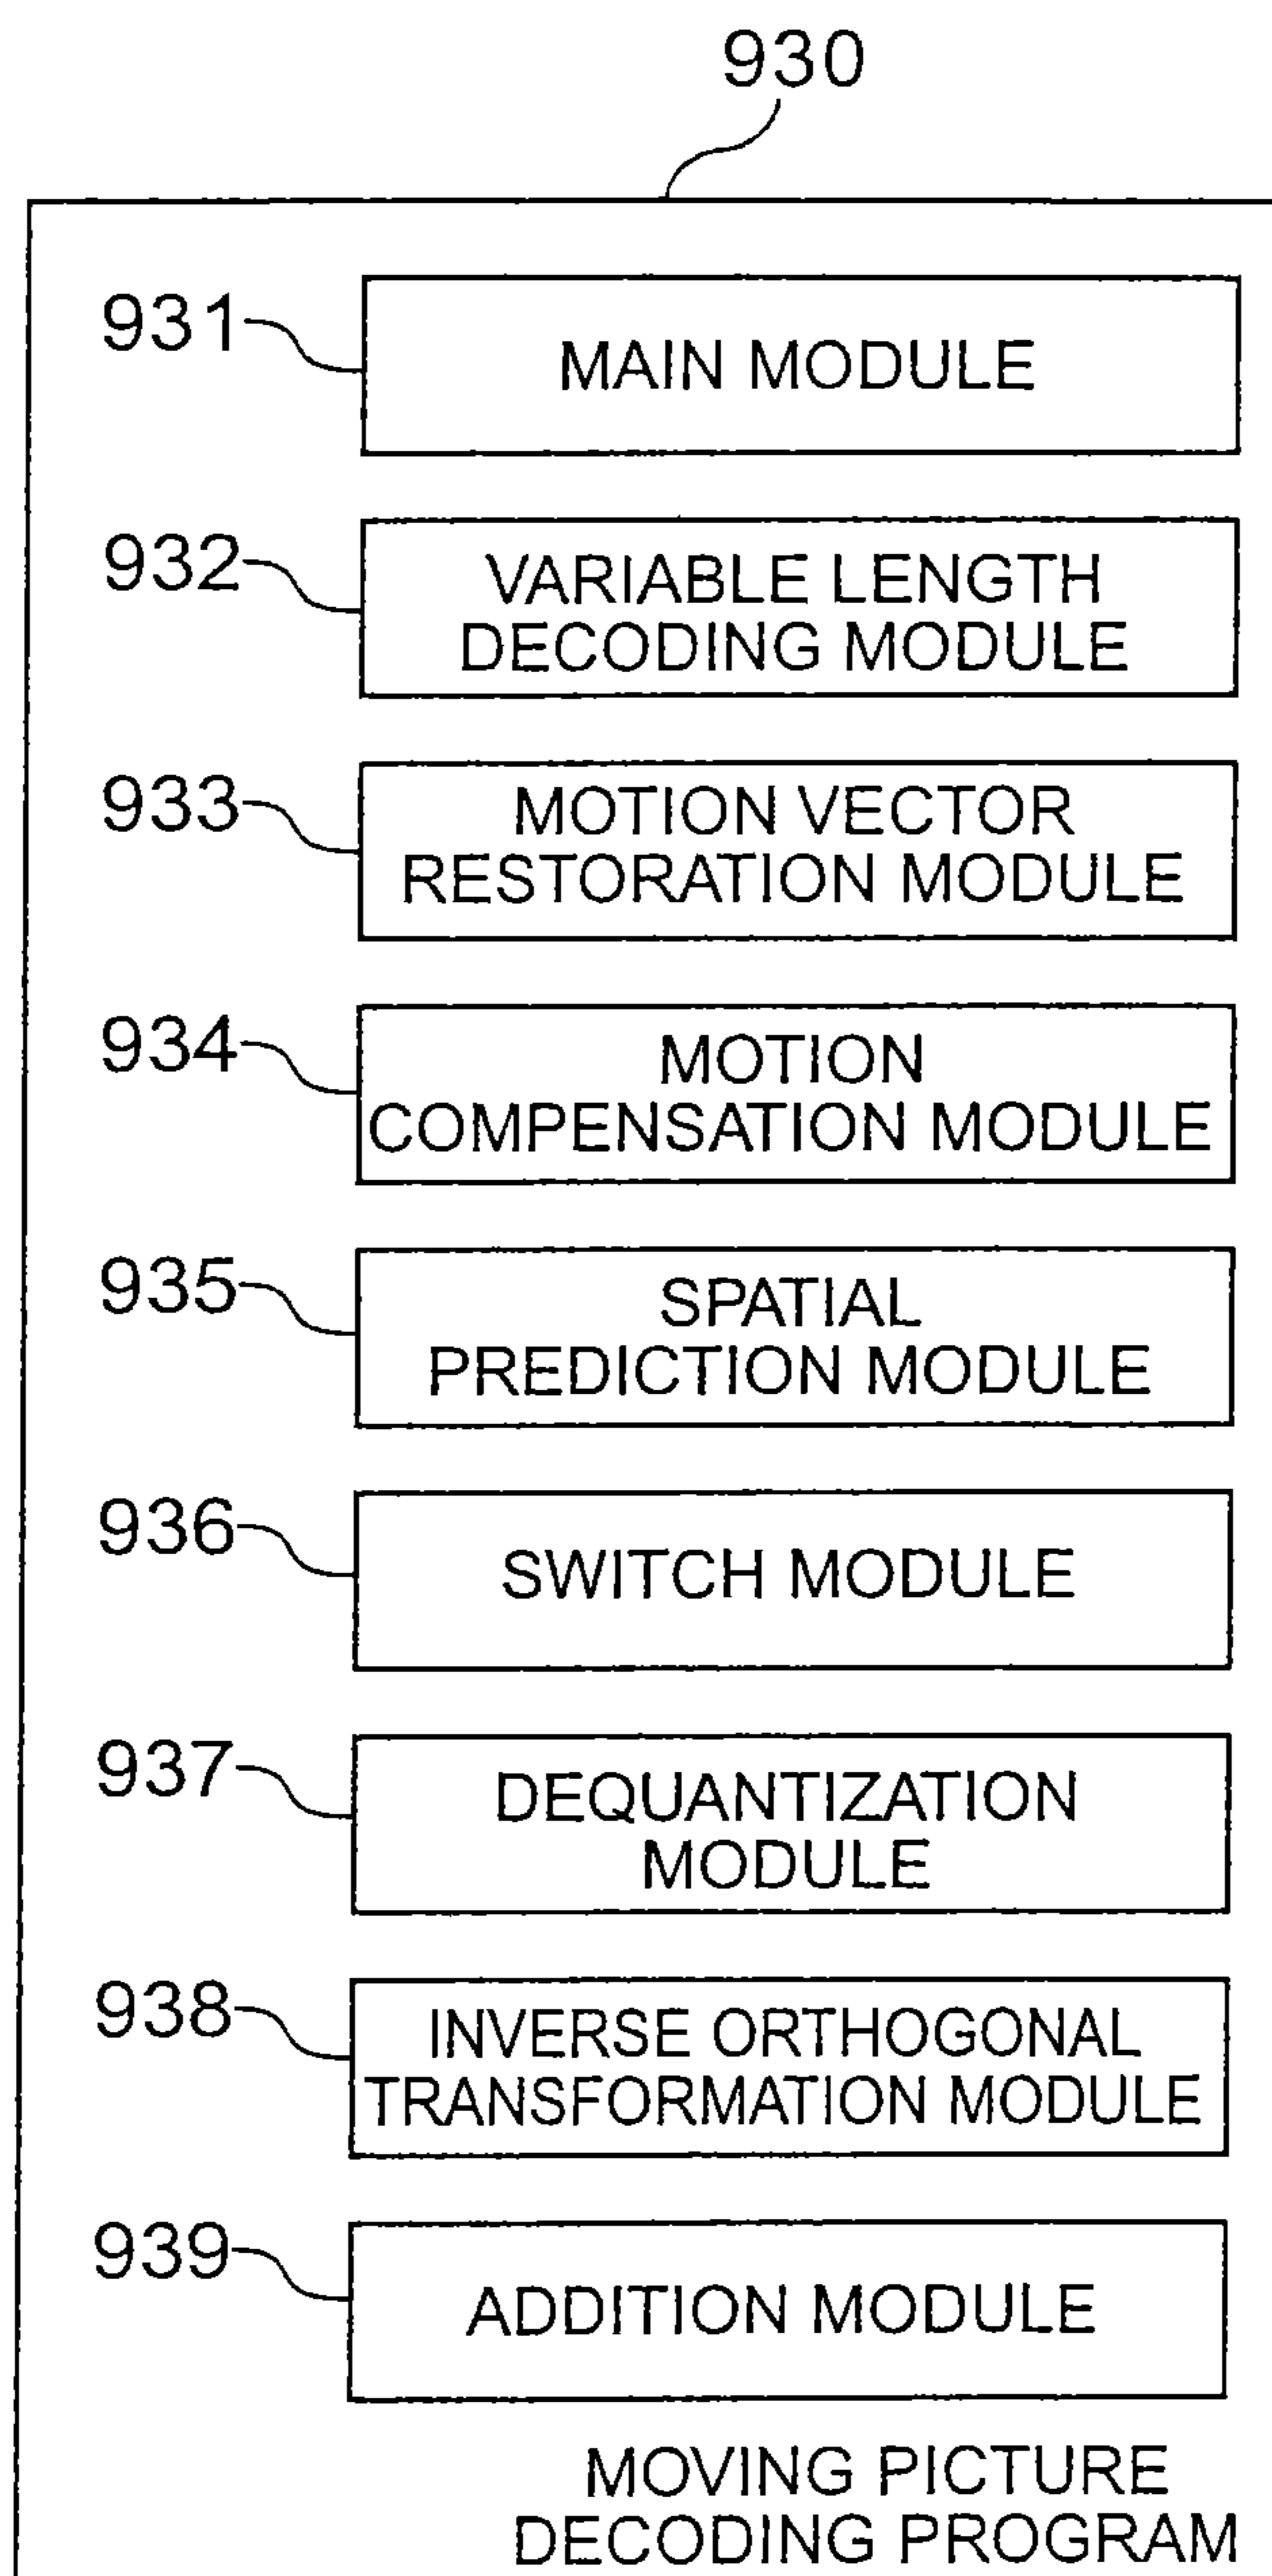 930
931
MAIN MODULE
932
VARIABLE LENGTH
DECODING MODULE
933
MOTION VECTOR
RESTORATION MODULE
934
MOTION
COMPENSATION MODULE
935
SPATIAL
PREDICTION MODULE
936
SWITCH MODULE
937
DEQUANTIZATION
MODULE
938
INVERSE ORTHOGONAL
TRANSFORMATION MODULE
939
ADDITION MODULE
MOVING PICTURE
DECODING PROGRAM